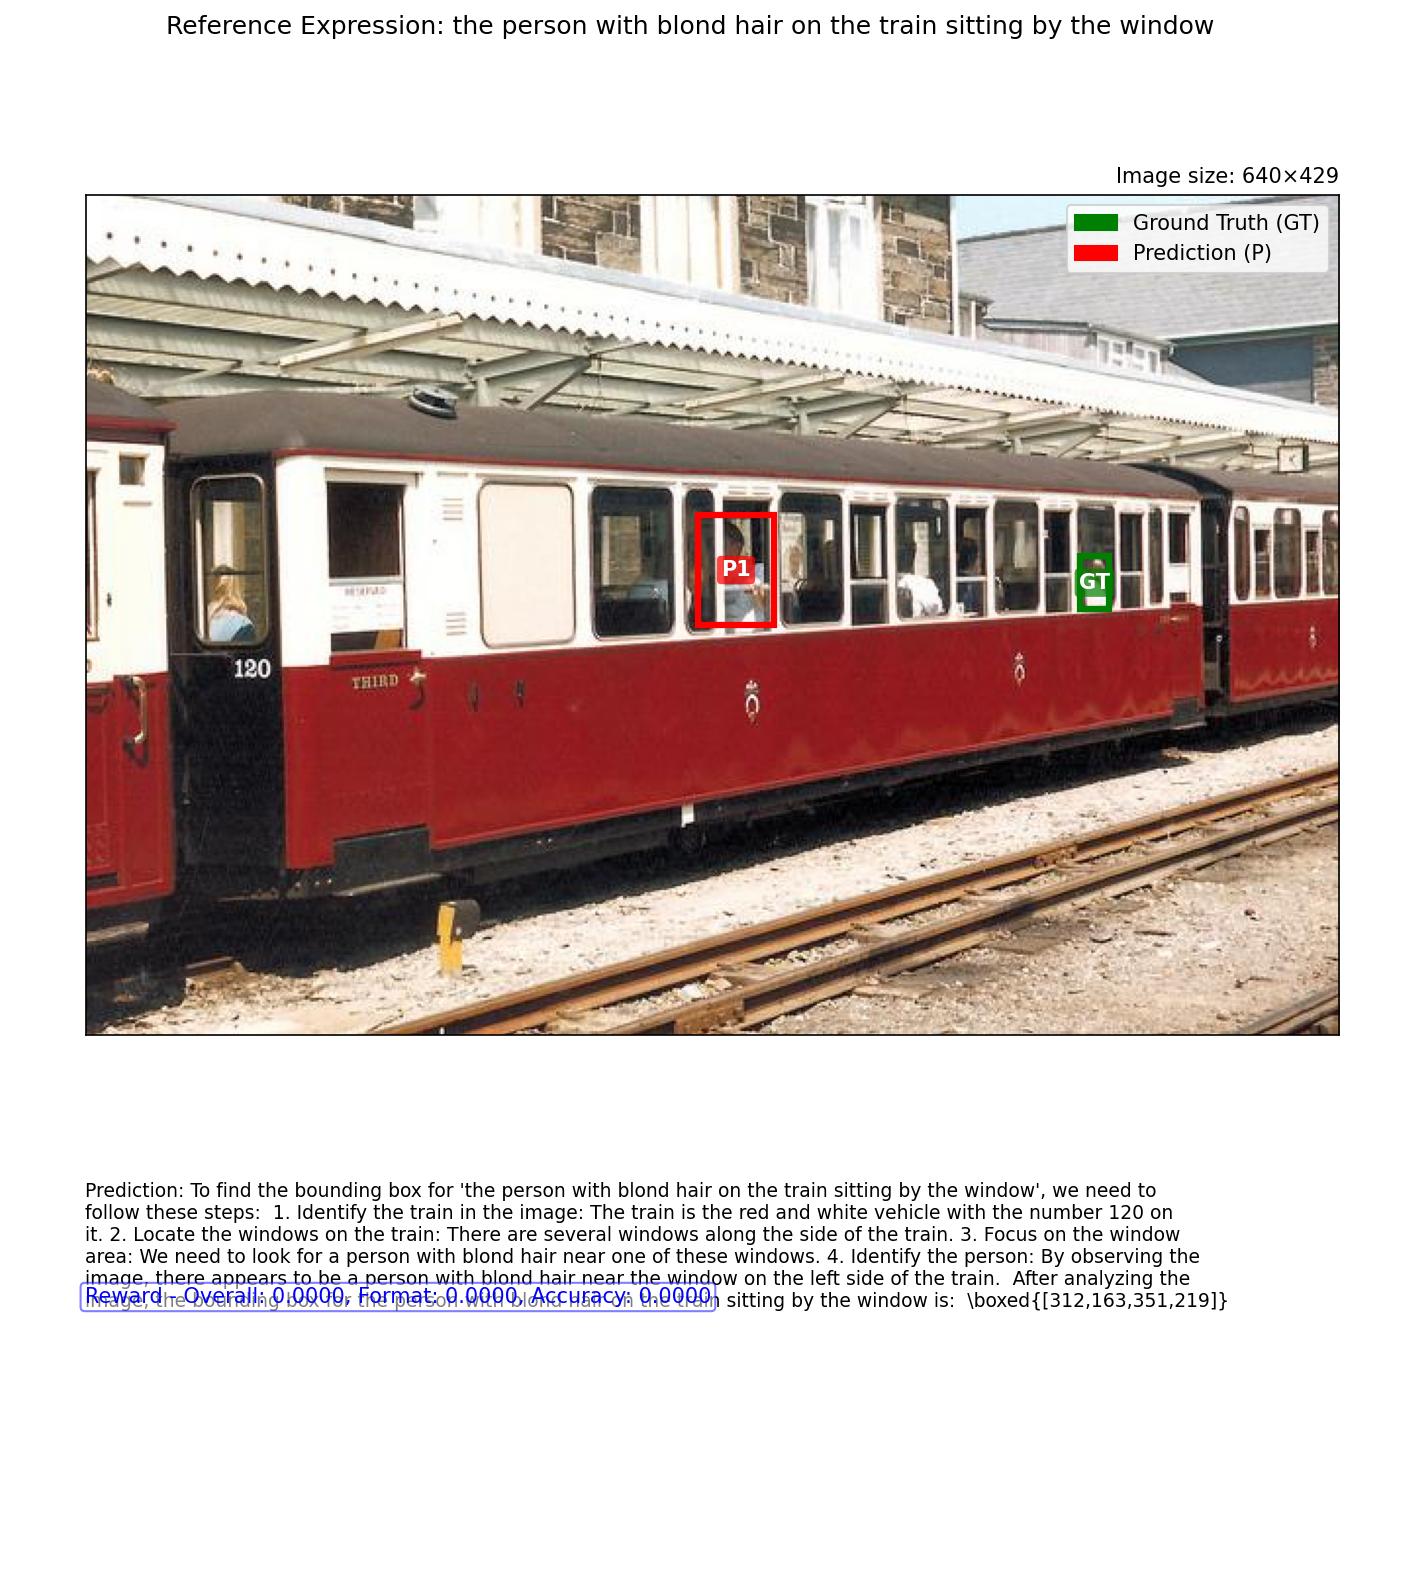 Reference Expression: the person with blond hair on the train sitting by the window
Image size: 640×429
Ground Truth (GT)
Prediction (P)
P1
GT
RESERVED
120
THIRD
Prediction: To find the bounding box for 'the person with blond hair on the train sitting by the window', we need to
follow these steps:  1. Identify the train in the image: The train is the red and white vehicle with the number 120 on
it. 2. Locate the windows on the train: There are several windows along the side of the train. 3. Focus on the window
area: We need to look for a person with blond hair near one of these windows. 4. Identify the person: By observing the
image, there appears to be a person with blond hair near the window on the left side of the train.  After analyzing the
image, the bounding box for the person with blond hair on the train sitting by the window is:  \boxed{[312,163,351,219]}
Reward - Overall: 0.0000, Format: 0.0000, Accuracy: 0.0000